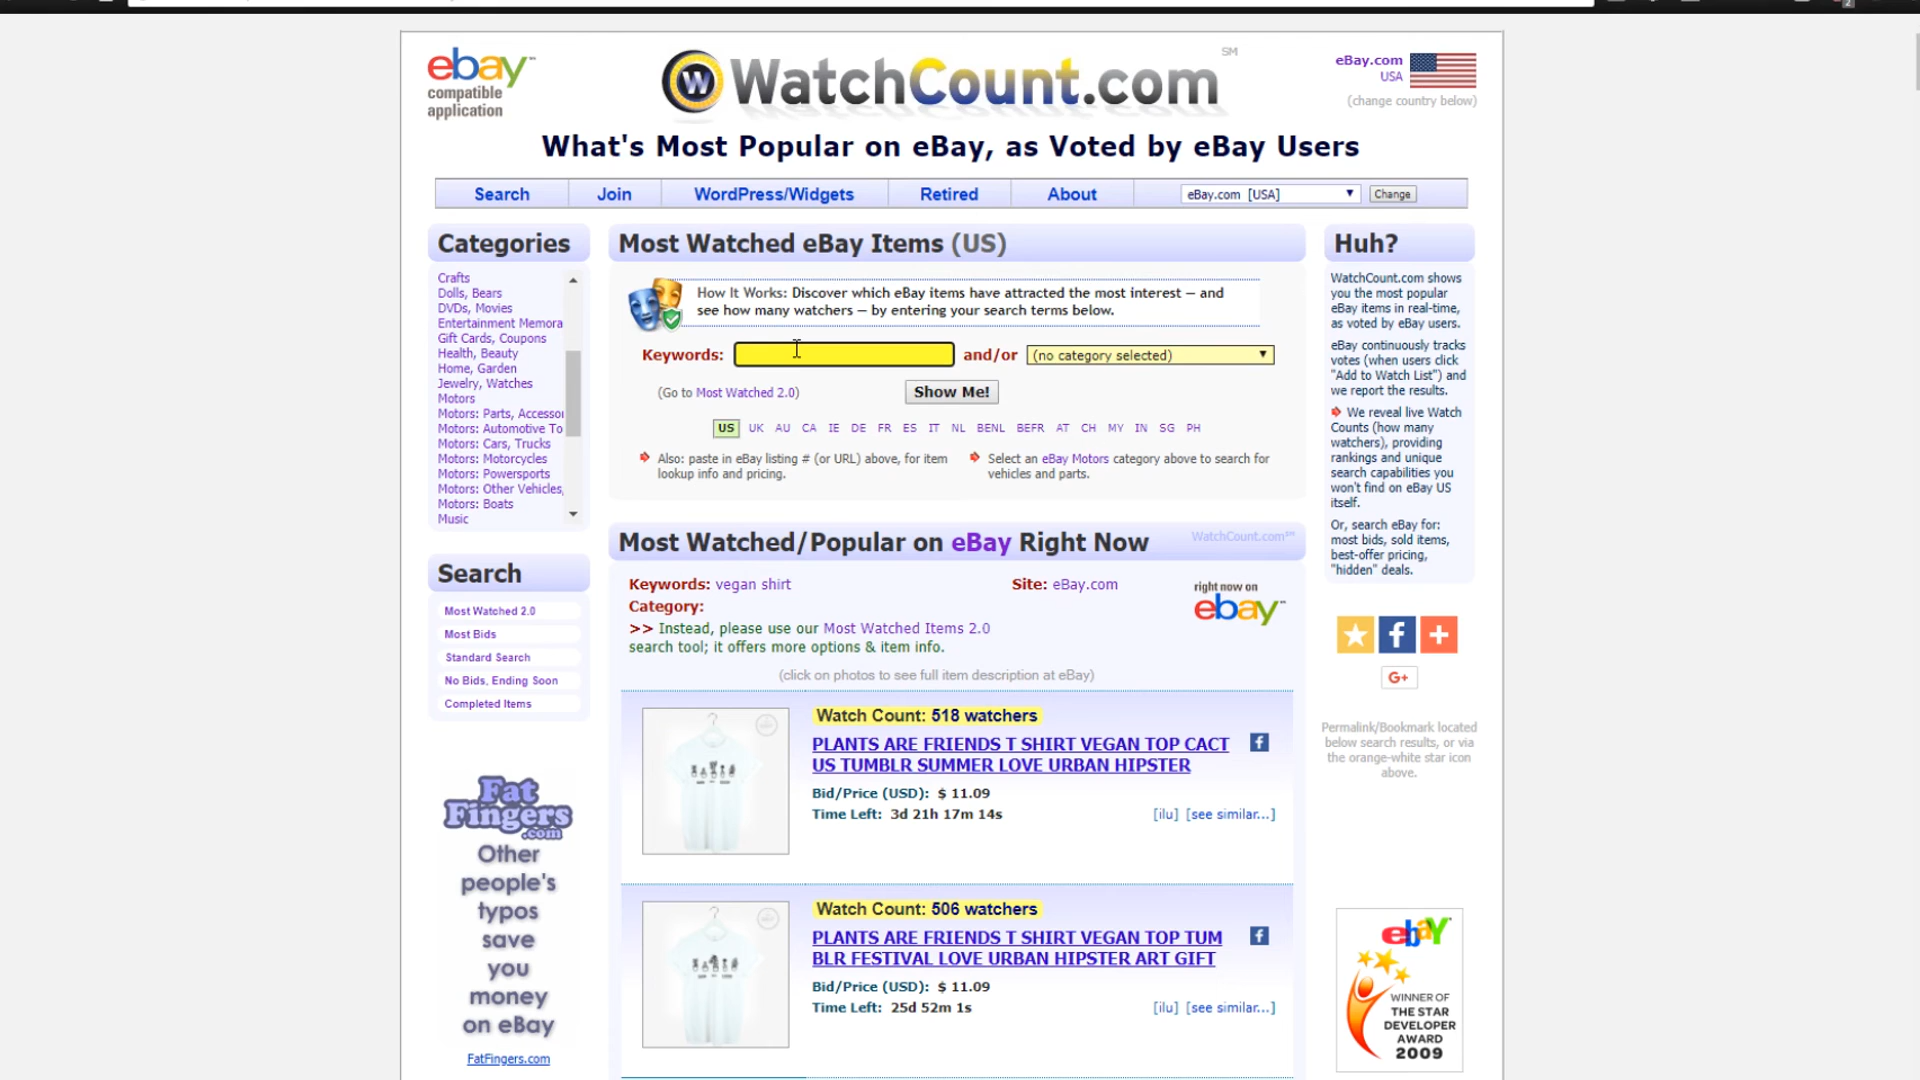 ebay™
compatible
application
W WatchCount.com SM
eBay.com
USA
(change country below)
What's Most Popular on eBay, as Voted by eBay Users
Search Join WordPress/Widgets Retired About eBay.com [USA] Change
Categories
Crafts
Dolls, Bears
DVDs, Movies
Entertainment Memora
Gift Cards, Coupons
Health, Beauty
Home, Garden
Jewelry, Watches
Motors
Motors: Parts, Accessor
Motors: Automotive To
Motors: Cars, Trucks
Motors: Motorcycles
Motors: Powersports
Motors: Other Vehicles,
Motors: Boats
Music
Search
Most Watched 2.0
Most Bids
Standard Search
No Bids, Ending Soon
Completed Items
Fat
Fingers
.com
Other
people's
typos
save
you
money
on eBay
FatFingers.com
Most Watched eBay Items (US)
How It Works: Discover which eBay items have attracted the most interest — and
see how many watchers — by entering your search terms below.
Keywords: and/or (no category selected)
(Go to Most Watched 2.0) Show Me!
US UK AU CA IE DE FR ES IT NL BENL BEFR AT CH MY IN SG PH
Also: paste in eBay listing # (or URL) above, for item
lookup info and pricing.
Select an eBay Motors category above to search for
vehicles and parts.
Most Watched/Popular on eBay Right Now WatchCount.com℠
Keywords: vegan shirt Site: eBay.com
Category:
>> Instead, please use our Most Watched Items 2.0
search tool; it offers more options & item info.
right now on
ebay™
(click on photos to see full item description at eBay)
Watch Count: 518 watchers
PLANTS ARE FRIENDS T SHIRT VEGAN TOP CACT
US TUMBLR SUMMER LOVE URBAN HIPSTER
Bid/Price (USD): $ 11.09
Time Left: 3d 21h 17m 14s [ilu] [see similar...]
Watch Count: 506 watchers
PLANTS ARE FRIENDS T SHIRT VEGAN TOP TUM
BLR FESTIVAL LOVE URBAN HIPSTER ART GIFT
Bid/Price (USD): $ 11.09
Time Left: 25d 52m 1s [ilu] [see similar...]
Huh?
WatchCount.com shows
you the most popular
eBay items in real-time,
as voted by eBay users.
eBay continuously tracks
votes (when users click
"Add to Watch List") and
we report the results.
We reveal live Watch
Counts (how many
watchers), providing
rankings and unique
search capabilities you
won't find on eBay US
itself.
Or, search eBay for:
most bids, sold items,
best-offer pricing,
"hidden" deals.
G+
Permalink/Bookmark located
below search results, or via
the orange-white star icon
above.
ebay
WINNER OF
THE STAR
DEVELOPER
AWARD
2009